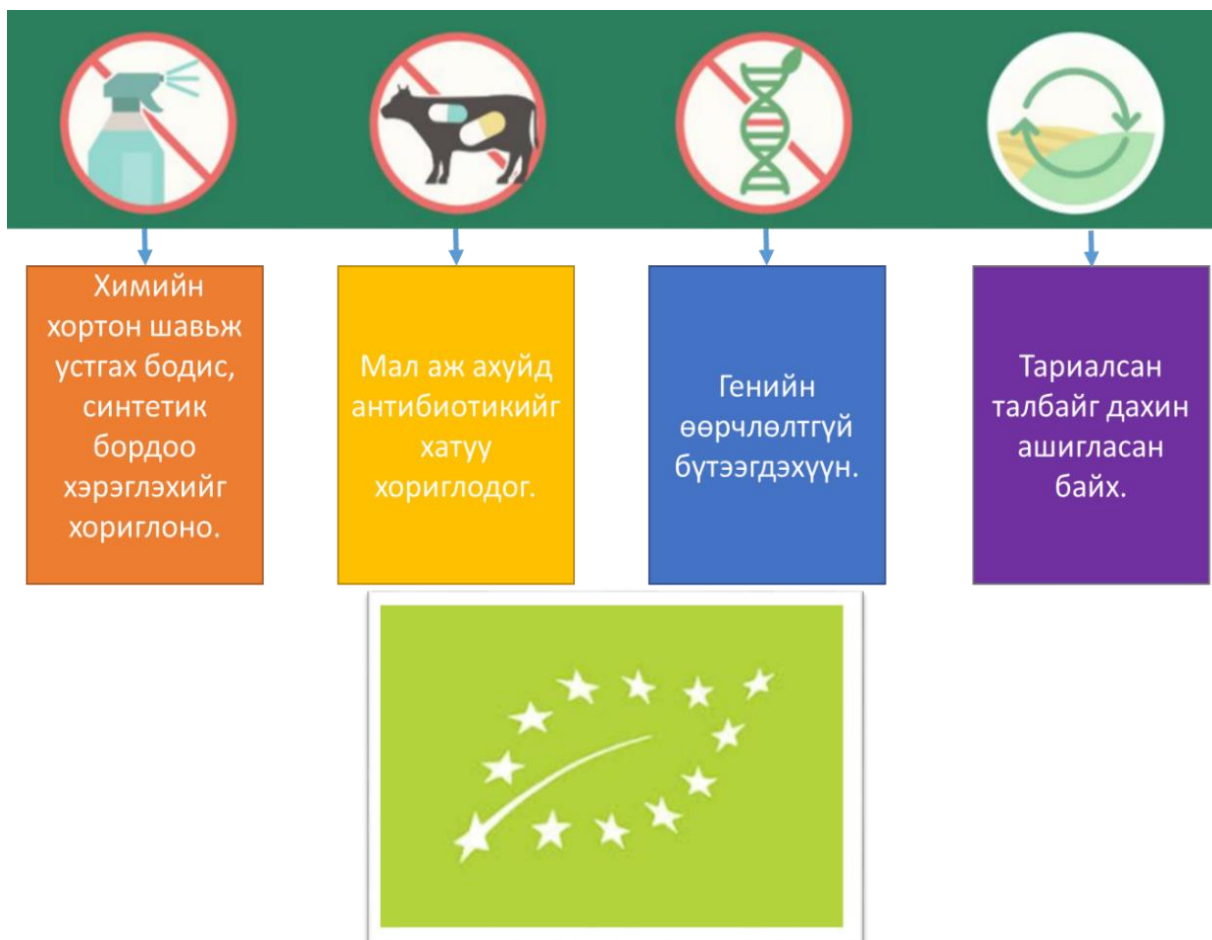 Химийн
хортон шавьж
устгах бодис,
синтетик
бордоо
хэрэглэхийг
хориглоно.
Мал аж ахуйд
антибиотикийг
хатуу
хориглодог.
Генийн
өөрчлөлтгүй
бүтээгдэхүүн.
Тариалсан
талбайг дахин
ашигласан
байх.